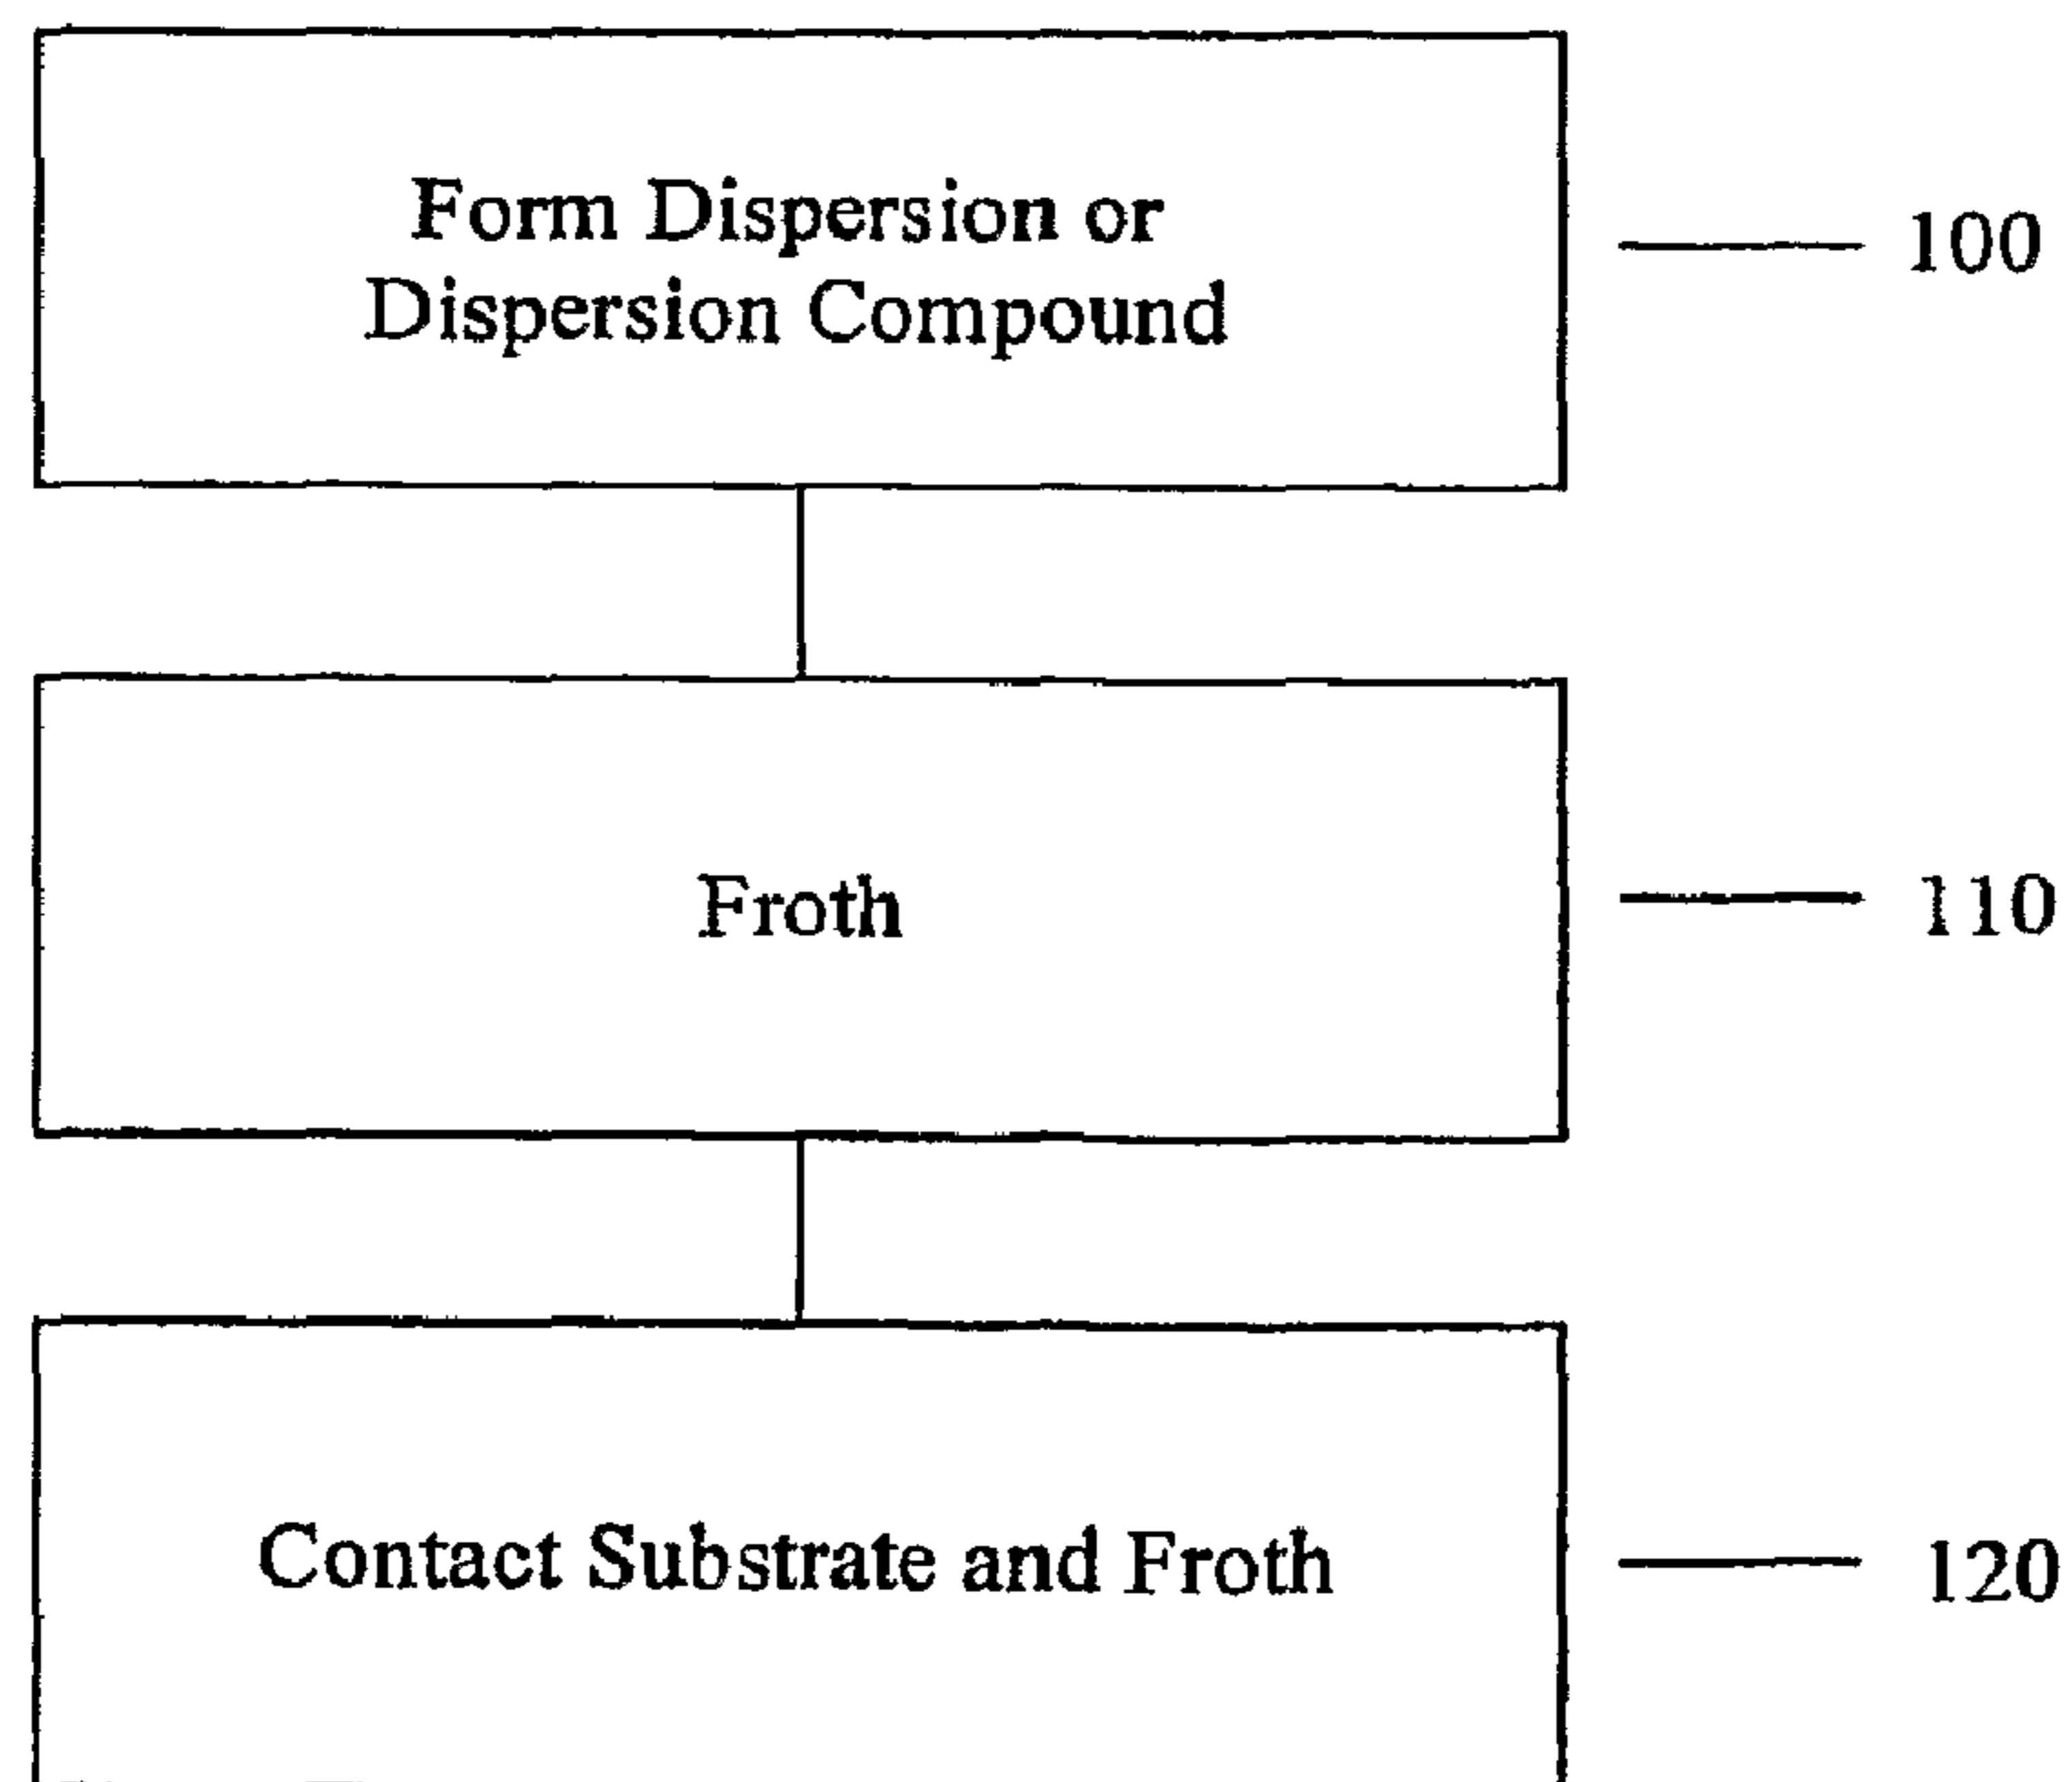 Form Dispersion or
Dispersion Compound
100
Froth
110
Contact Substrate and Froth
120